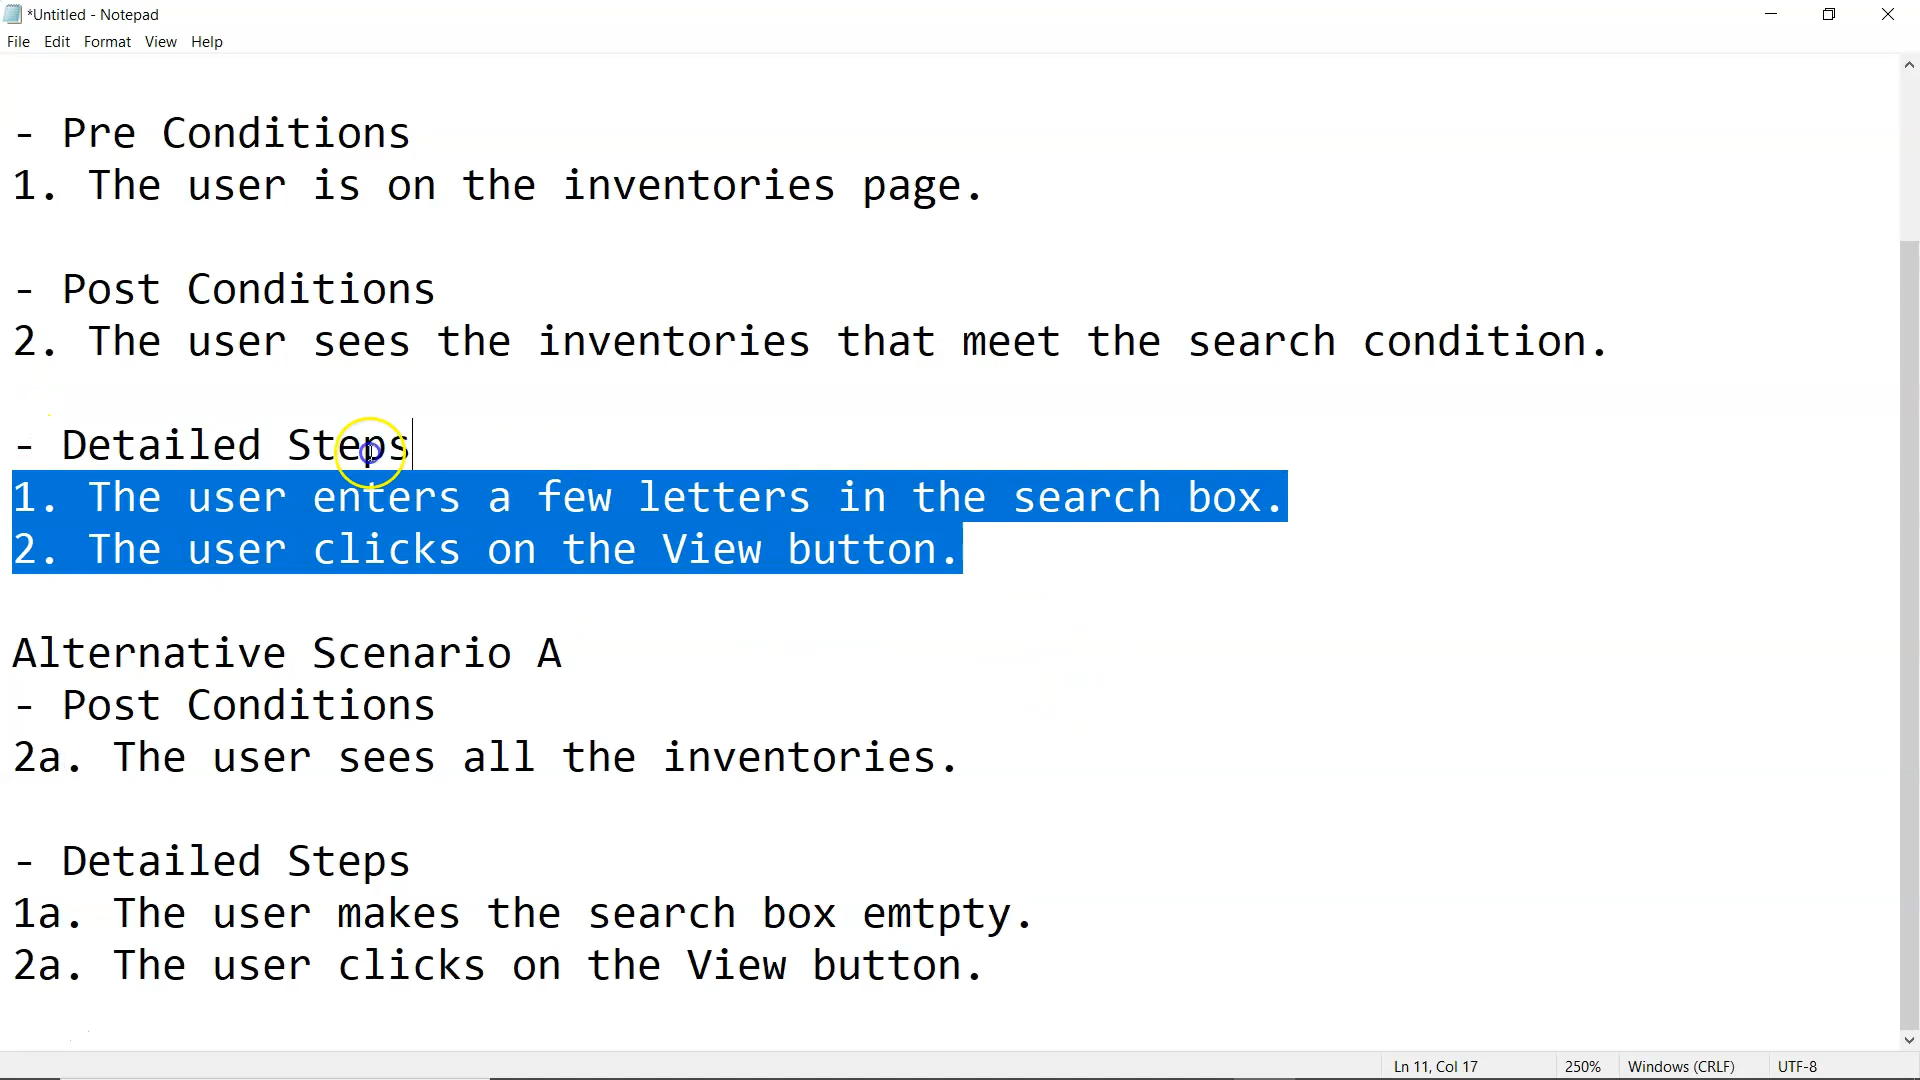 *Untitled - Notepad
File Edit Format View Help
- Pre Conditions
1. The user is on the inventories page.
- Post Conditions
2. The user sees the inventories that meet the search condition.
- Detailed Steps
1. The user enters a few letters in the search box.
2. The user clicks on the View button.
Alternative Scenario A
- Post Conditions
2a. The user sees all the inventories.
- Detailed Steps
1a. The user makes the search box emtpty.
2a. The user clicks on the View button.
Ln 11, Col 17 250% Windows (CRLF) UTF-8